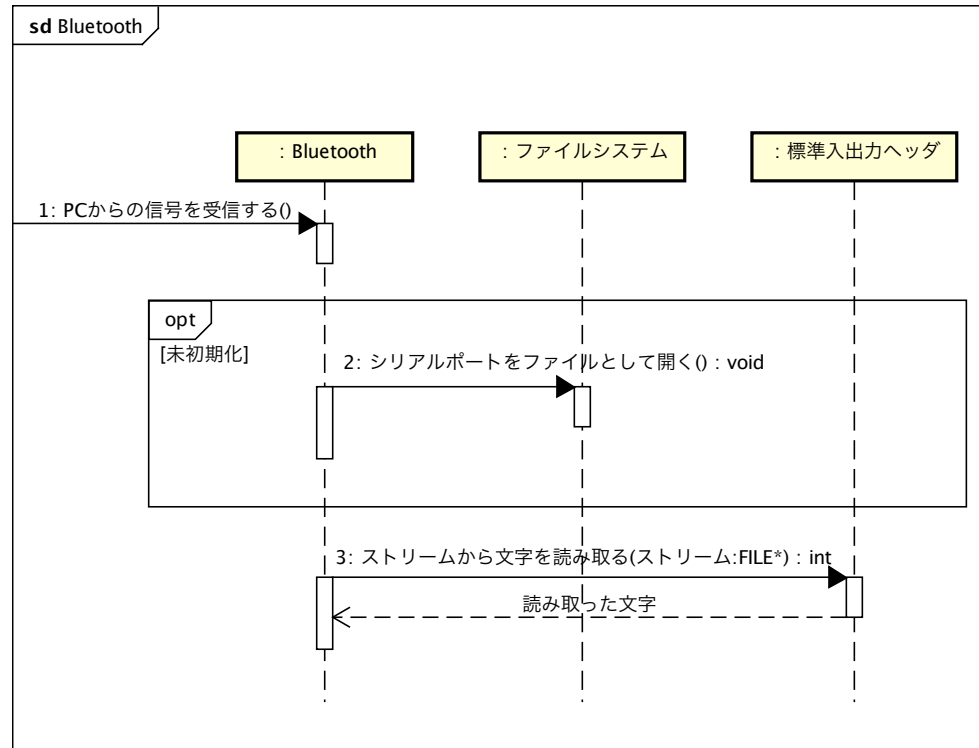 sd Bluetooth
: Bluetooth
: ファイルシステム
: 標準入出力ヘッダ
1: PCからの信号を受信する()
opt
[未初期化]
2: シリアルポートをファイルとして開く() : void
3: ストリームから文字を読み取る(ストリーム:FILE*) : int
読み取った文字